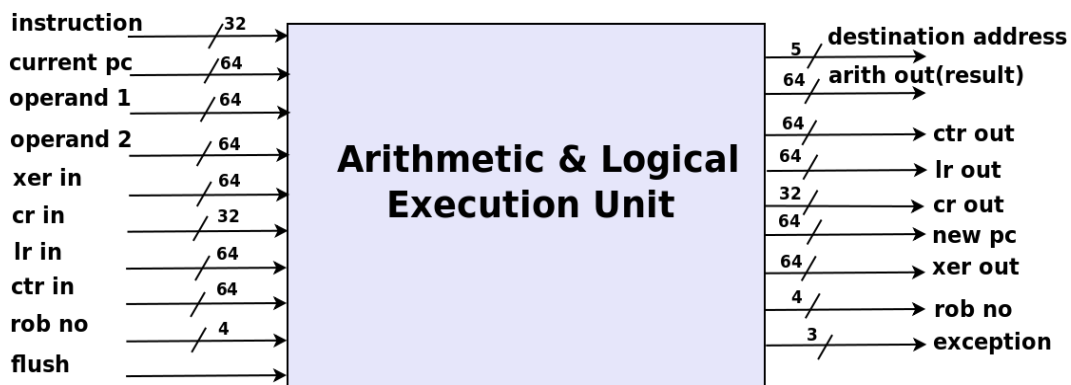 instruction
32
current pc
64
operand 1
64
operand 2
64
xer in
64
cr in
32
lr in
64
ctr in
64
rob no
4
flush
Arithmetic & Logical
Execution Unit
5
destination address
64
arith out(result)
64
ctr out
64
lr out
32
cr out
64
new pc
64
xer out
4
rob no
3
exception